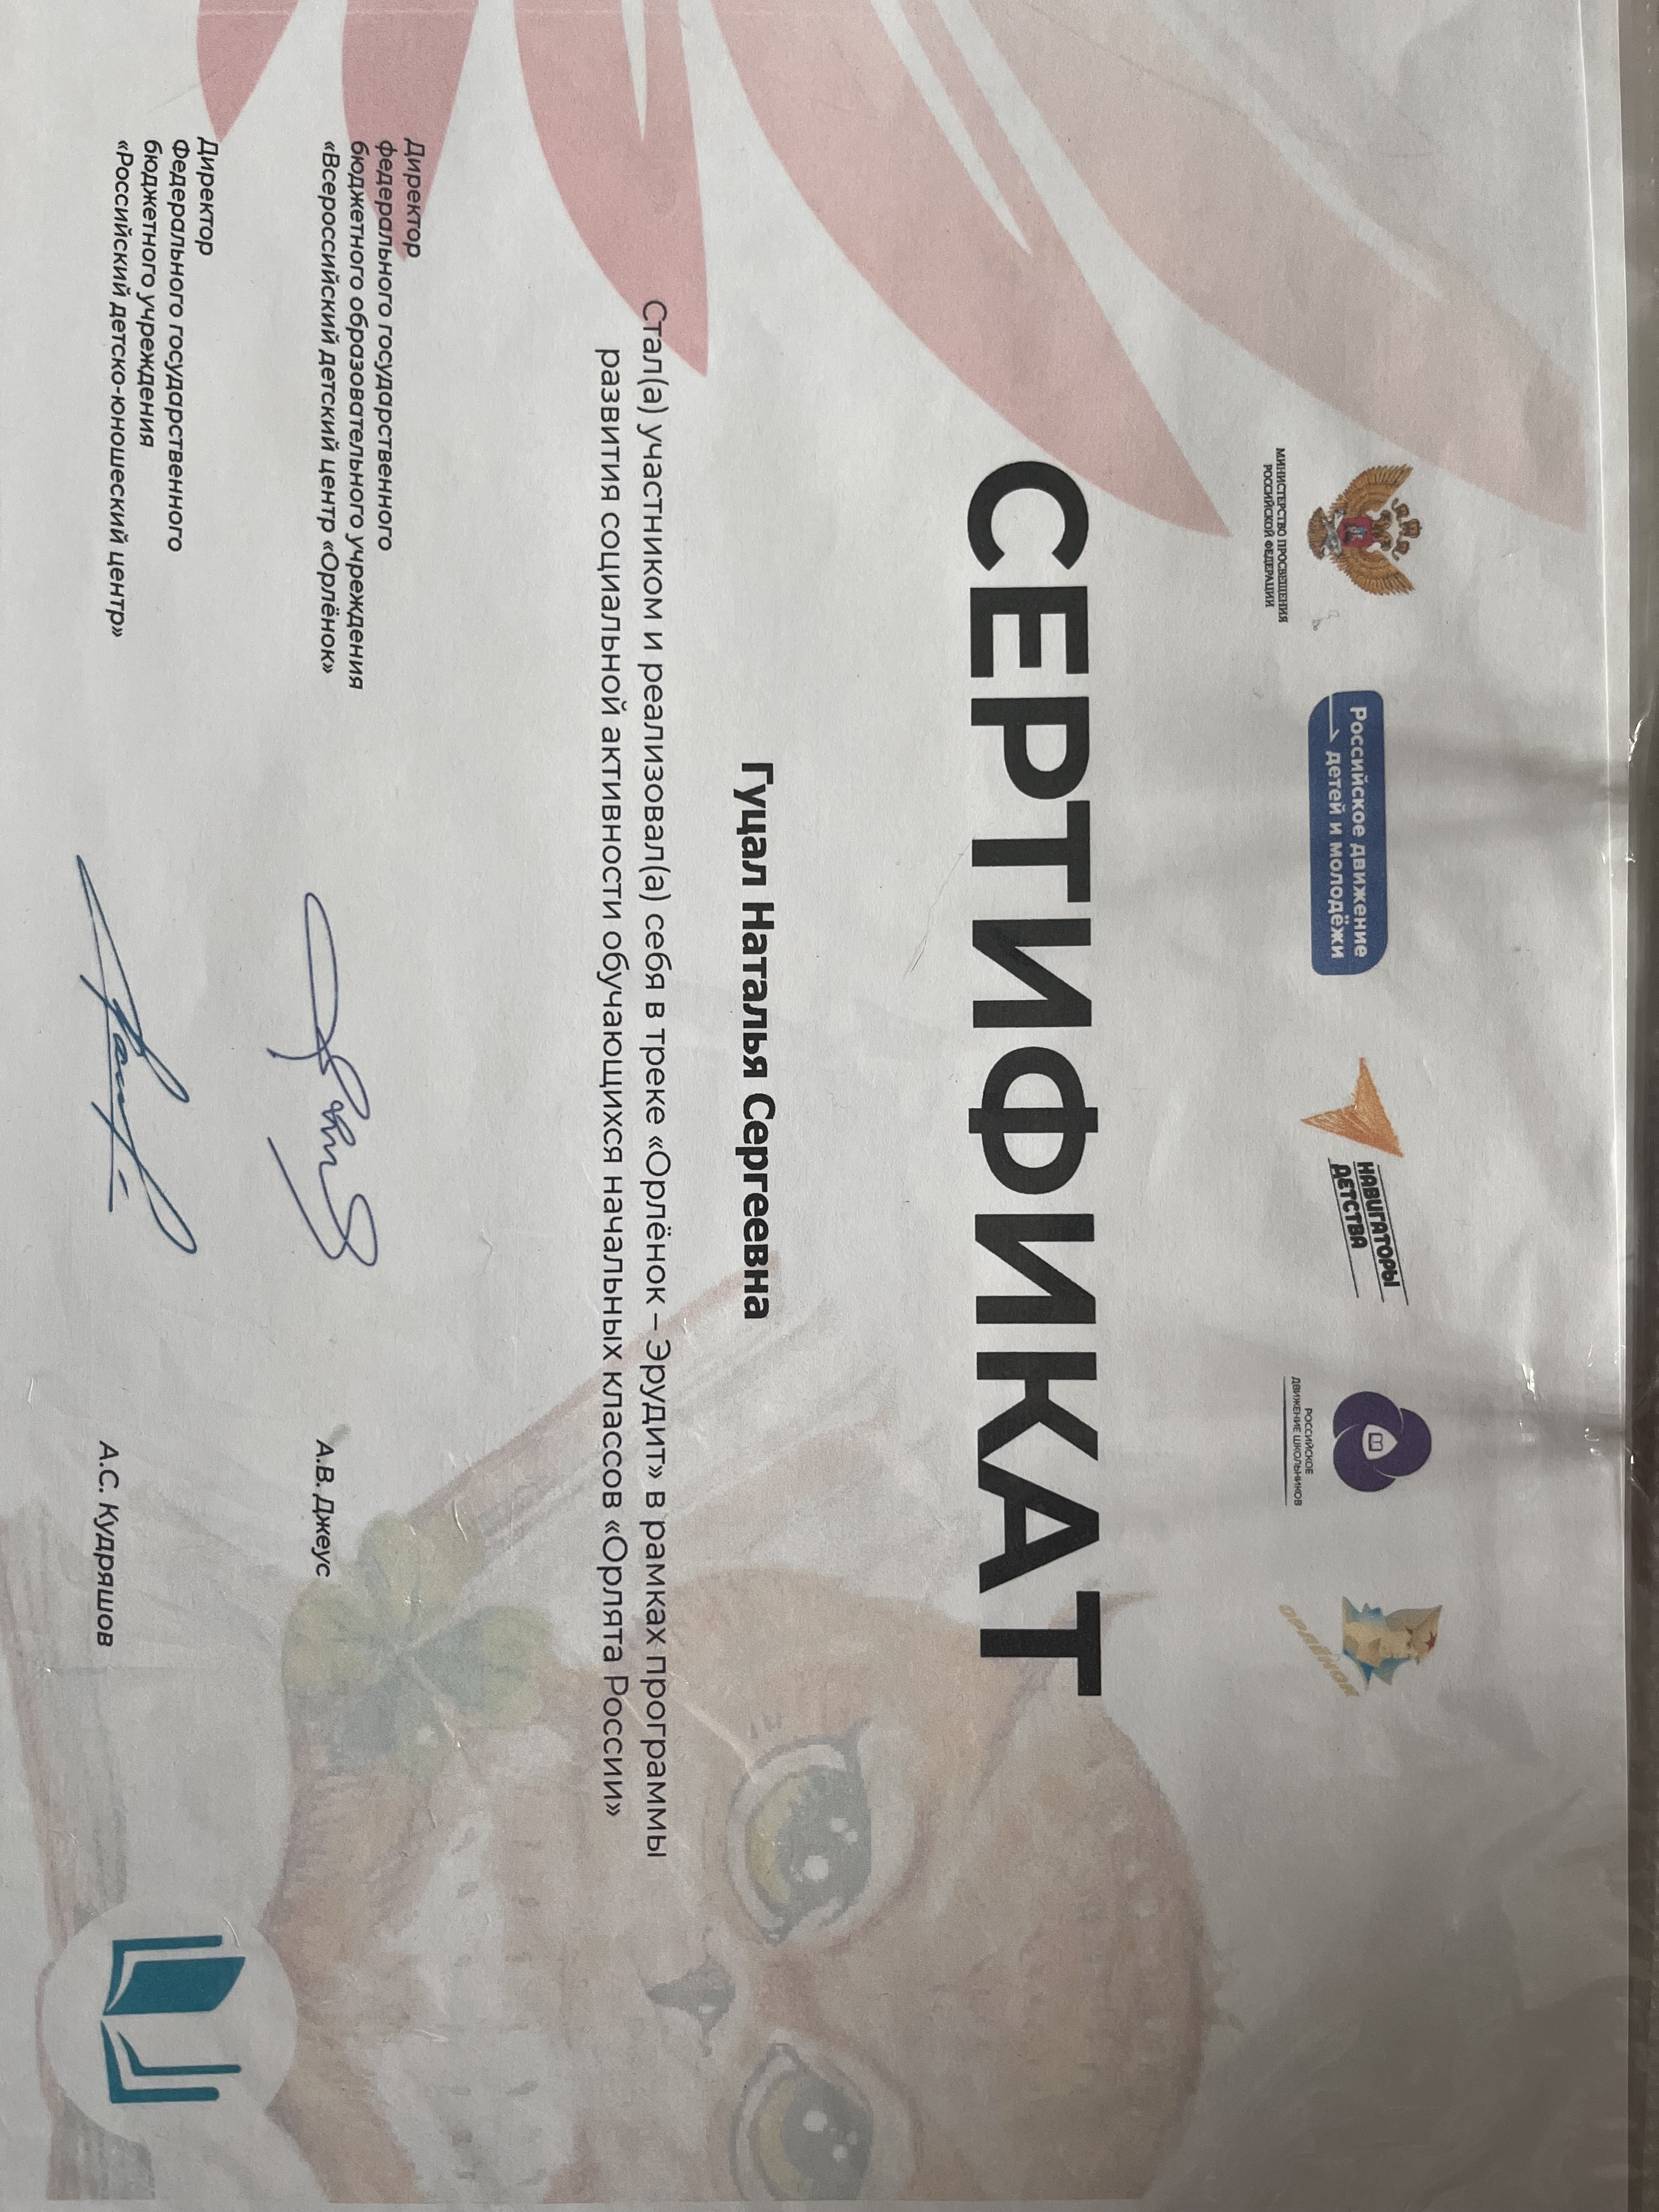 МИНИСТЕРСТВО ПРОСВЕЩЕНИЯ
РОССИЙСКОЙ ФЕДЕРАЦИИ
Российское движение
детей и молодёжи
НАВИГАТОРЫ
ДЕТСТВА
РОССИЙСКОЕ
ДВИЖЕНИЕ ШКОЛЬНИКОВ
ОРЛЁНОК
СЕРТИФИКАТ
Гуцал Наталья Сергеевна
Стал(а) участником и реализовал(а) себя в треке «Орлёнок – Эрудит» в рамках программы
развития социальной активности обучающихся начальных классов «Орлята России»
Директор
федерального государственного
бюджетного образовательного учреждения
«Всероссийский детский центр «Орлёнок»
А.В. Джеус
Директор
Федерального государственного
бюджетного учреждения
«Российский детско-юношеский центр»
А.С. Кудряшов